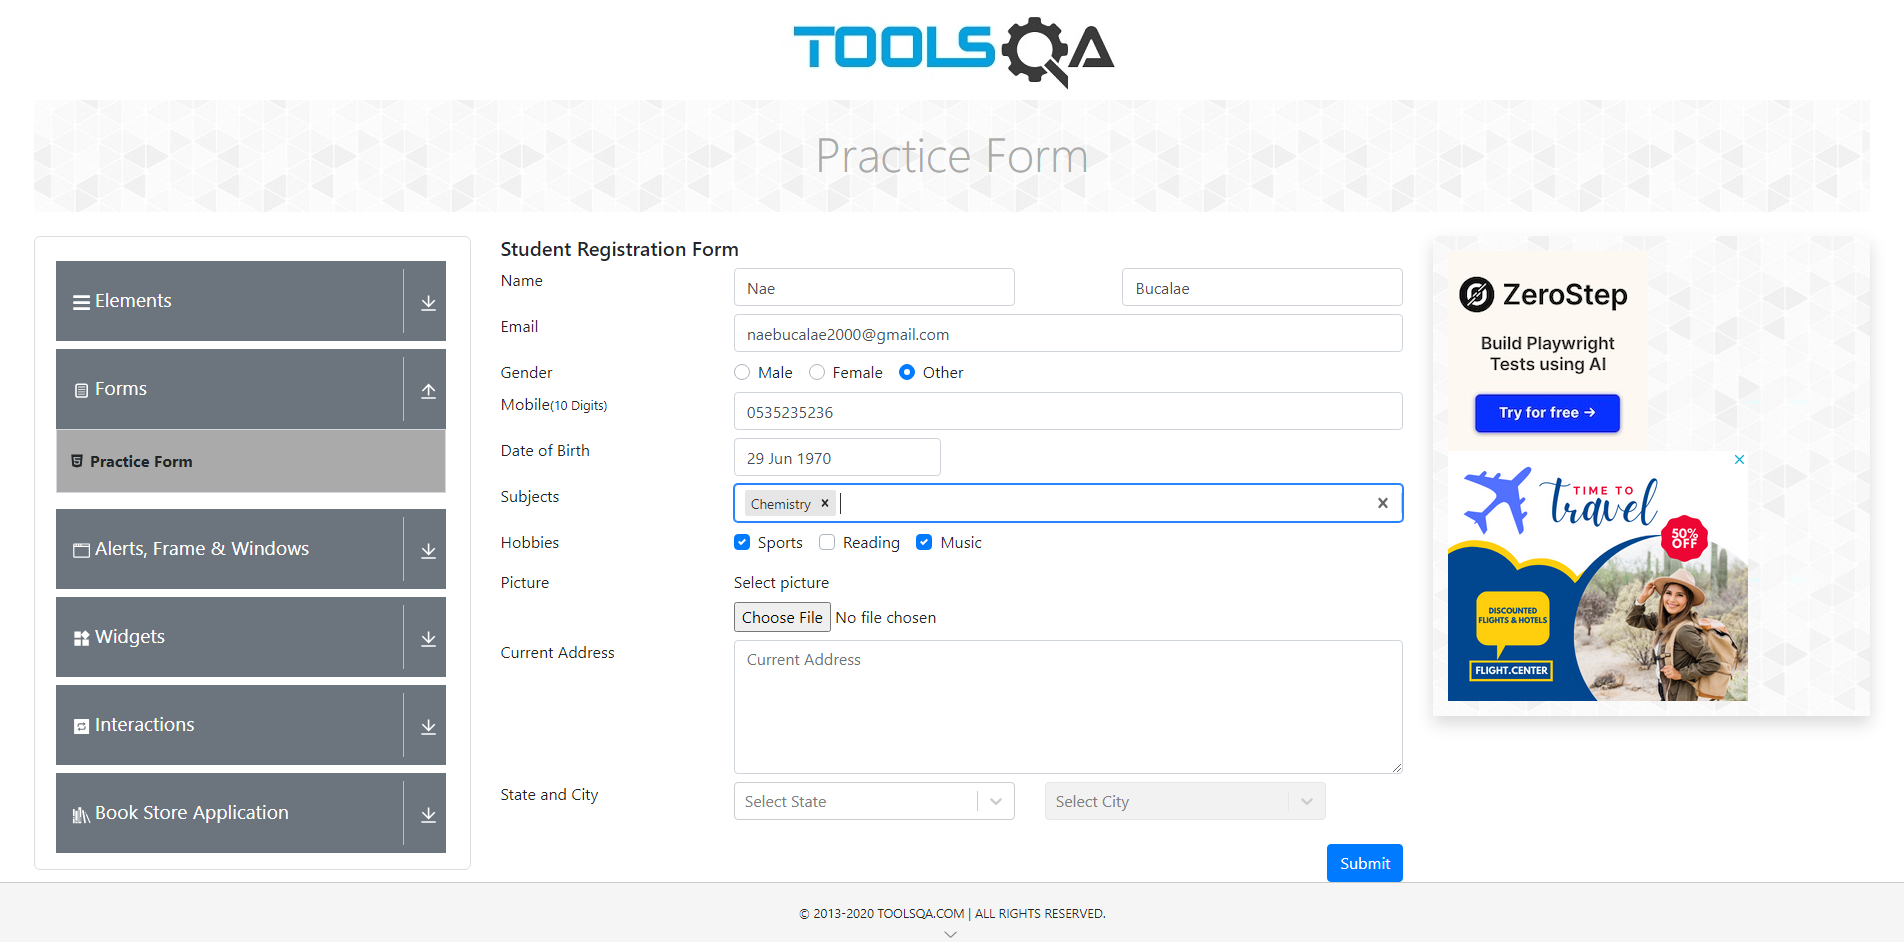 TOOLSQA
Practice Form
Elements
Forms
Practice Form
Alerts, Frame & Windows
Widgets
Interactions
Book Store Application
Student Registration Form
Name
Nae
Bucalae
Email
naebucalae2000@gmail.com
Gender
Male
Female
Other
Mobile(10 Digits)
0535235236
Date of Birth
29 Jun 1970
Subjects
Chemistry
Hobbies
Sports
Reading
Music
Picture
Select picture
Choose File No file chosen
Current Address
Current Address
State and City
Select State
Select City
Submit
ZeroStep
Build Playwright
Tests using AI
Try for free →
TIME TO
travel
50%
OFF
DISCOUNTED
FLIGHTS & HOTELS
FLIGHT.CENTER
© 2013-2020 TOOLSQA.COM | ALL RIGHTS RESERVED.